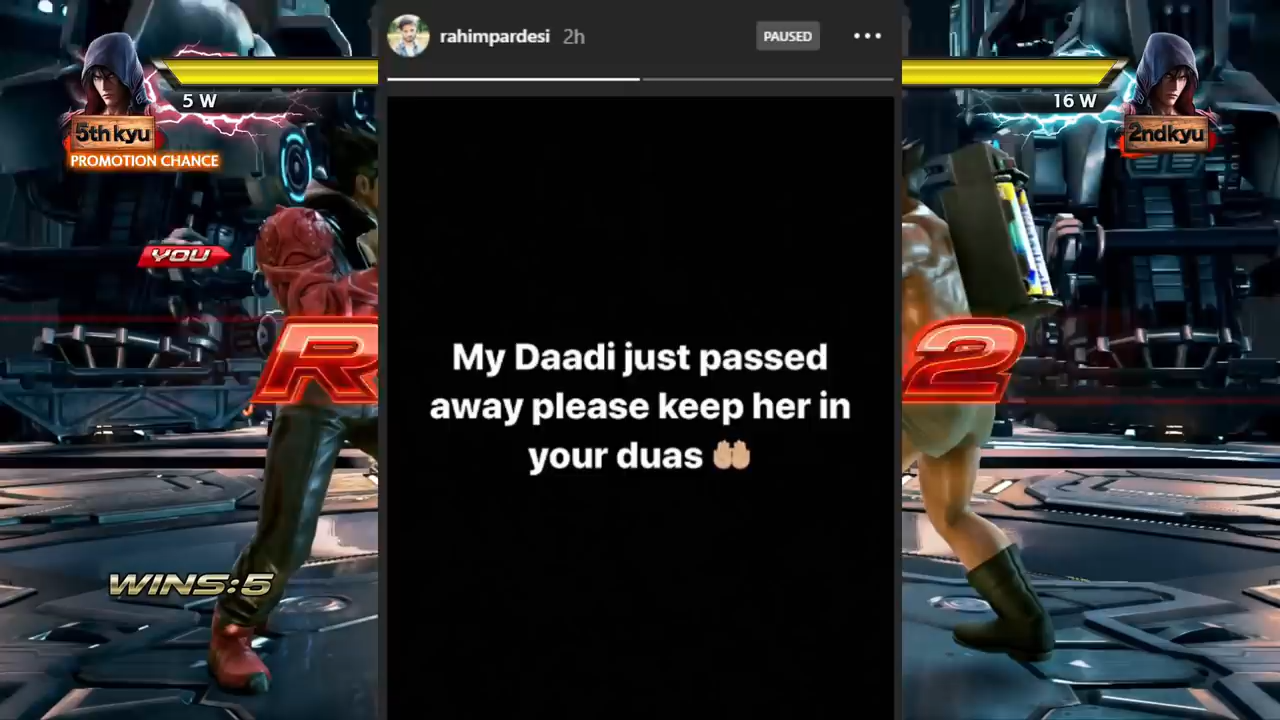 rahimpardesi 2h
PAUSED
5 W
16 W
5th kyu
2nd kyu
PROMOTION CHANCE
YOU
R
2
My Daadi just passed
away please keep her in
your duas 🤲🏼
WINS:5